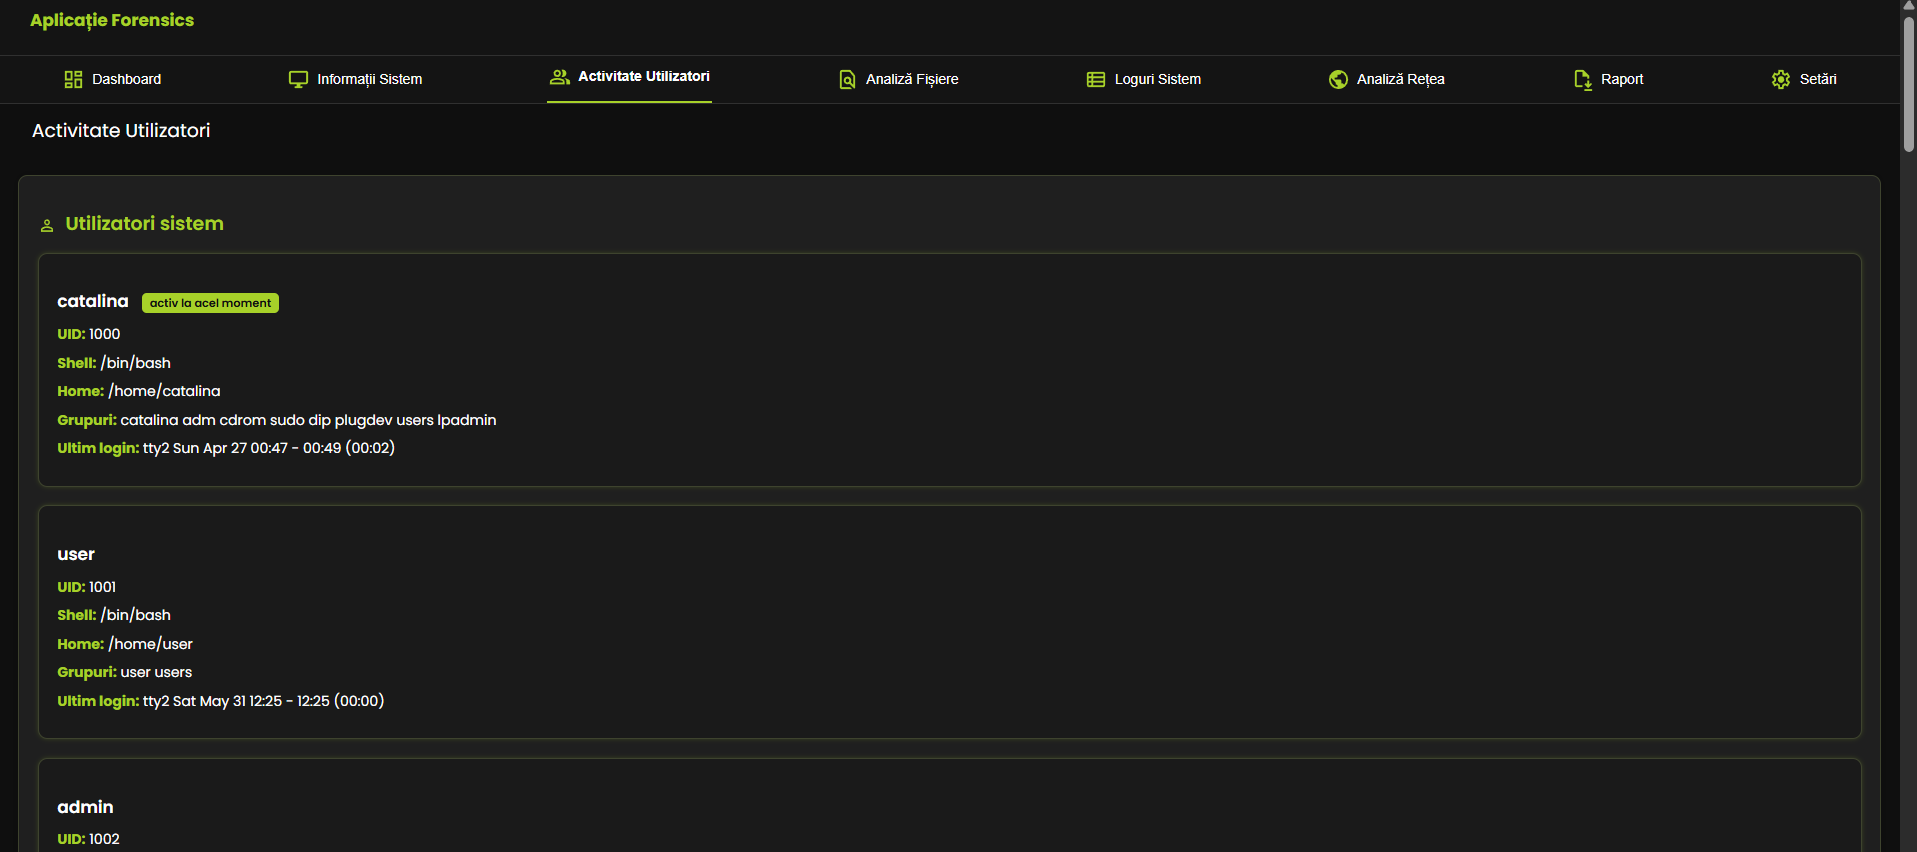 Aplicație Forensics
Dashboard Informații Sistem Activitate Utilizatori Analiză Fișiere Loguri Sistem Analiză Rețea Raport Setări
Activitate Utilizatori
Utilizatori sistem
catalina activ la acel moment
UID: 1000
Shell: /bin/bash
Home: /home/catalina
Grupuri: catalina adm cdrom sudo dip plugdev users lpadmin
Ultim login: tty2 Sun Apr 27 00:47 - 00:49 (00:02)
user
UID: 1001
Shell: /bin/bash
Home: /home/user
Grupuri: user users
Ultim login: tty2 Sat May 31 12:25 - 12:25 (00:00)
admin
UID: 1002